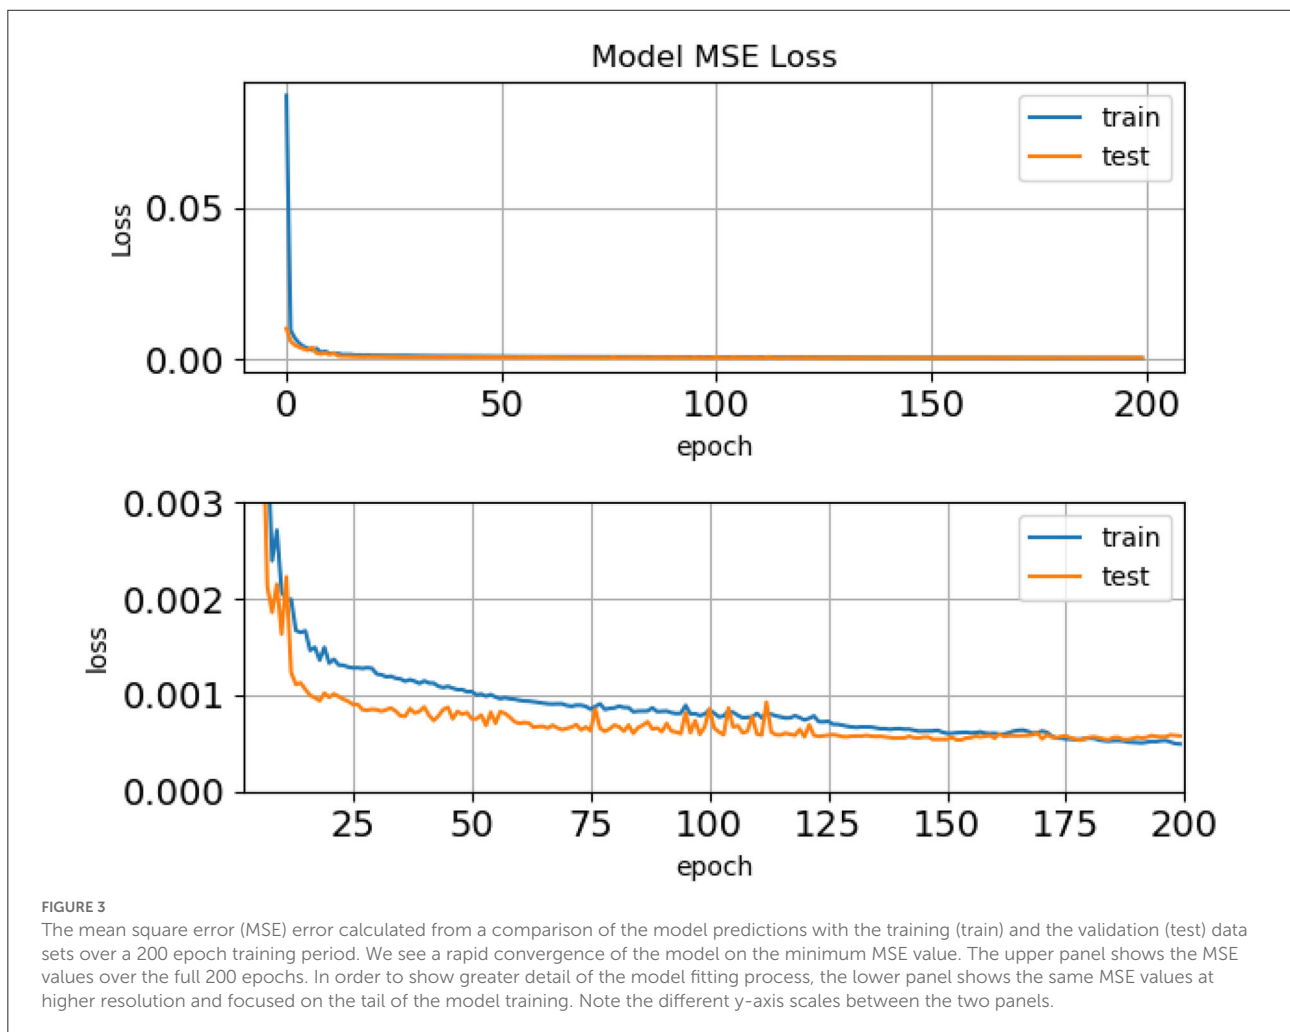 Model MSE Loss
train
test
0.05
0.00
Loss
0 50 100 150 200
epoch
0.003
0.002
0.001
0.000
loss
train
test
25 50 75 100 125 150 175 200
epoch
FIGURE 3
The mean square error (MSE) error calculated from a comparison of the model predictions with the training (train) and the validation (test) data
sets over a 200 epoch training period. We see a rapid convergence of the model on the minimum MSE value. The upper panel shows the MSE
values over the full 200 epochs. In order to show greater detail of the model fitting process, the lower panel shows the same MSE values at
higher resolution and focused on the tail of the model training. Note the different y-axis scales between the two panels.